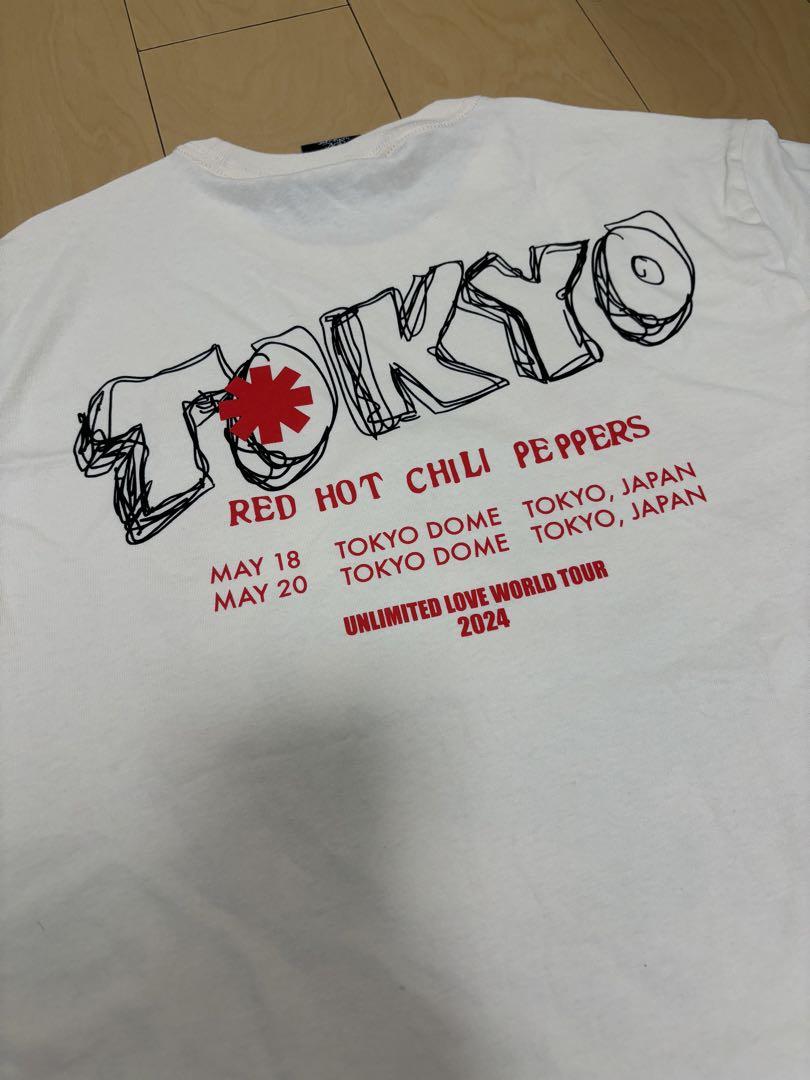 TOKYO
RED HOT CHILI PEPPERS
MAY 18 TOKYO DOME TOKYO, JAPAN
MAY 20 TOKYO DOME TOKYO, JAPAN
UNLIMITED LOVE WORLD TOUR
2024